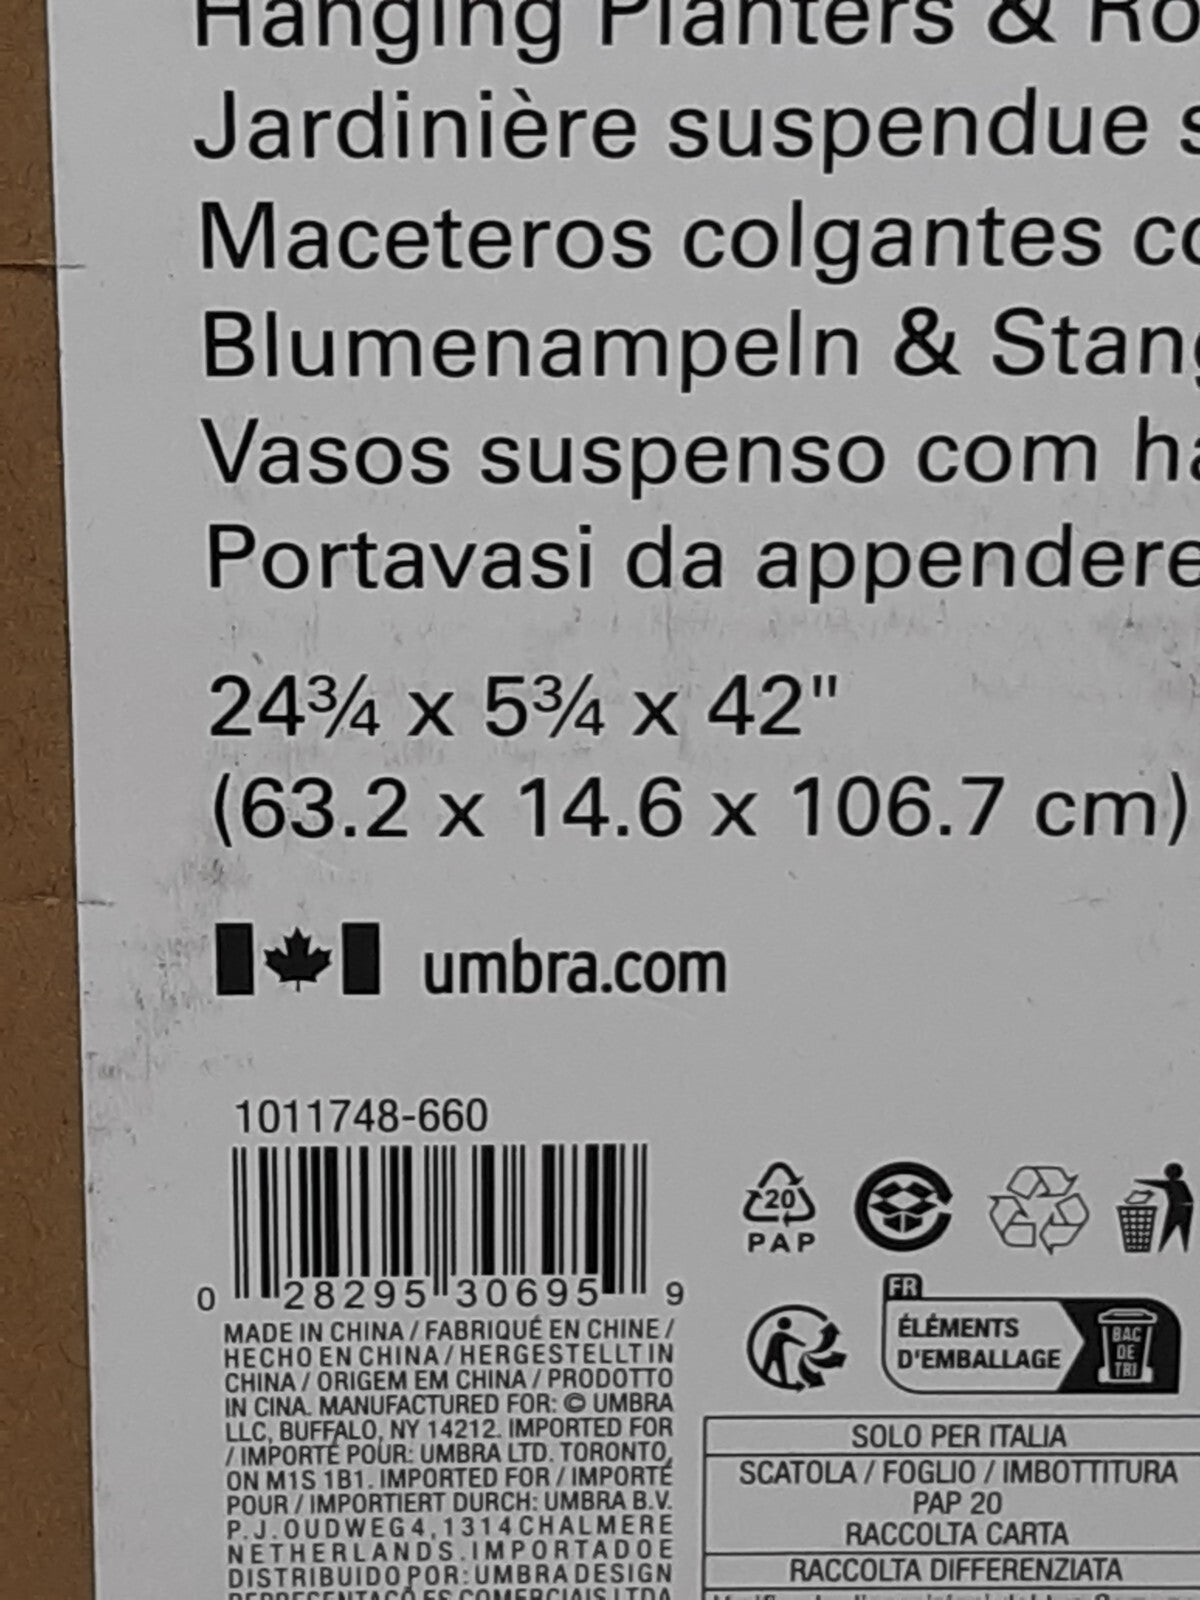 Hanging Planters & Ro
Jardinière suspendue s
Maceteros colgantes co
Blumenampeln & Stang
Vasos suspenso com ha
Portavasi da appendere
24¾ x 5¾ x 42"
(63.2 x 14.6 x 106.7 cm)
umbra.com
1011748-660
0 28295 30695 9
MADE IN CHINA / FABRIQUÉ EN CHINE /
HECHO EN CHINA / HERGESTELLT IN
CHINA / ORIGEM EM CHINA / PRODOTTO
IN CINA. MANUFACTURED FOR: © UMBRA
LLC, BUFFALO, NY 14212. IMPORTED FOR
/ IMPORTÉ POUR: UMBRA LTD. TORONTO,
ON M1S 1B1. IMPORTED FOR / IMPORTÉ
POUR / IMPORTIERT DURCH: UMBRA B.V.
P.J.OUDWEG 4, 1314 CHALMERE
NETHERLANDS. IMPORTADO E
DISTRIBUIDO POR: UMBRA DESIGN
REPRESENTAÇÕES COMERCIAIS LTDA
20
PAP
FR
ÉLÉMENTS
D'EMBALLAGE
BAC
DE
TRI
SOLO PER ITALIA
SCATOLA / FOGLIO / IMBOTTITURA
PAP 20
RACCOLTA CARTA
RACCOLTA DIFFERENZIATA